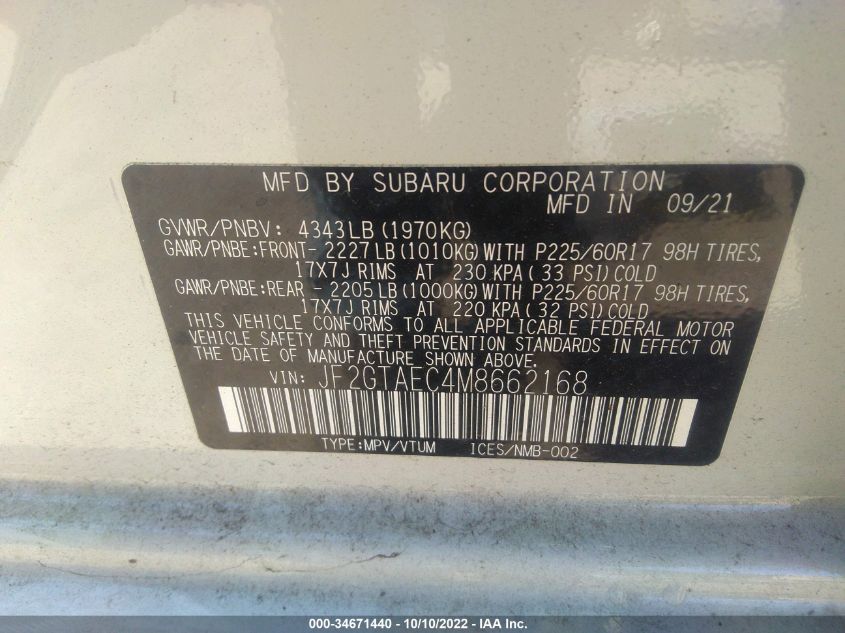 MFD BY SUBARU CORPORATION
MFD IN 09/21
GVWR/PNBV: 4343LB(1970KG)
GAWR/PNBE:FRONT- 2227LB(1010KG)WITH P225/60R17 98H TIRES,
17X7J RIMS AT 230 KPA( 33 PSI)COLD
GAWR/PNBE:REAR - 2205LB(1000KG)WITH P225/60R17 98H TIRES,
17X7J RIMS AT 220 KPA( 32 PSI)COLD
THIS VEHICLE CONFORMS TO ALL APPLICABLE FEDERAL MOTOR
VEHICLE SAFETY AND THEFT PREVENTION STANDARDS IN EFFECT ON
THE DATE OF MANUFACTURE SHOWN ABOVE.
VIN: JF2GTAEC4M8662168
TYPE:MPV/VTUM ICES/NMB-002
000-34671440 - 10/10/2022 - IAAI.com